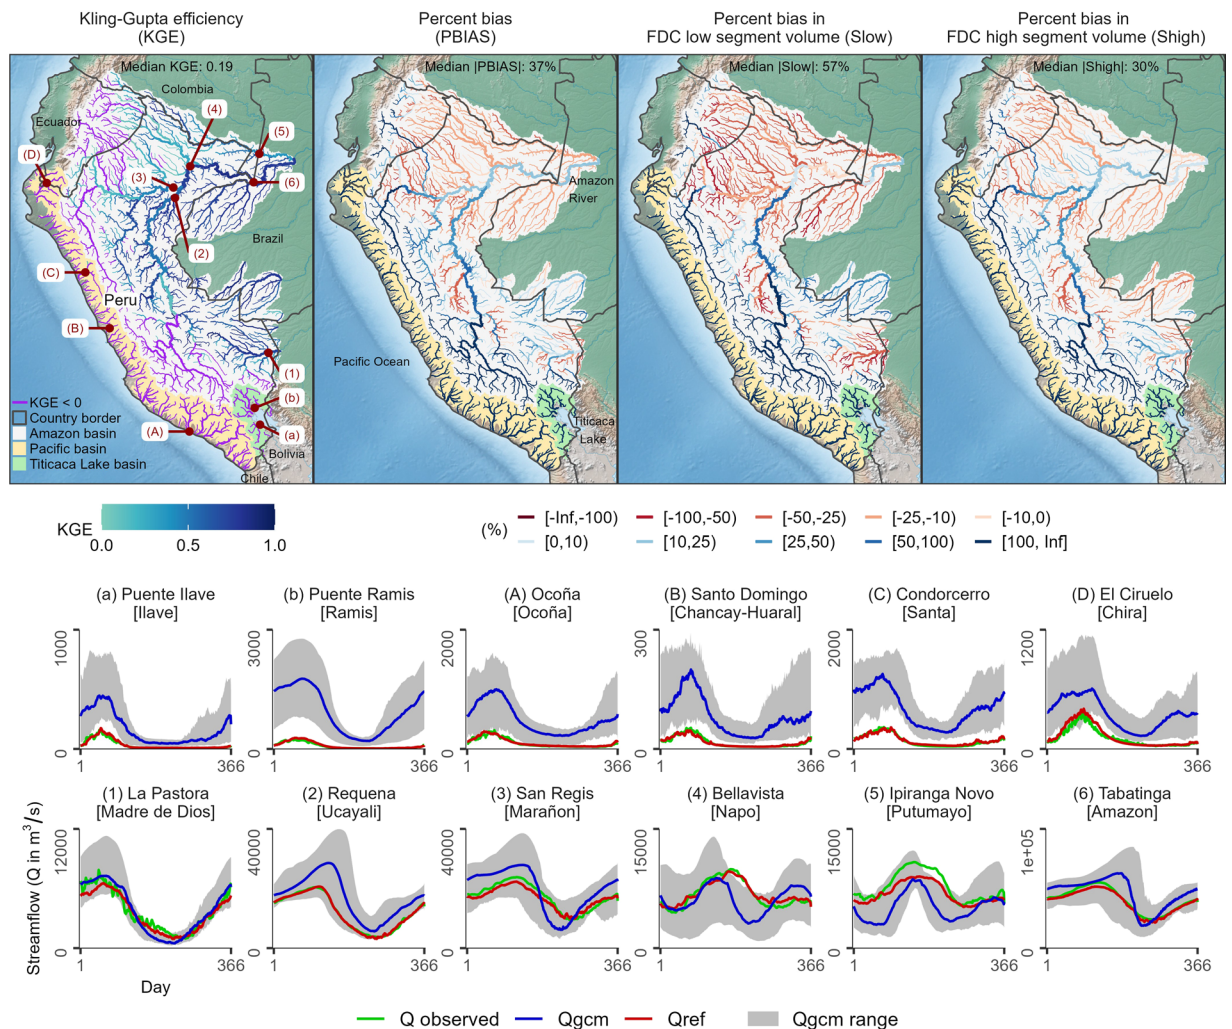 Kling-Gupta efficiency
(KGE)
Percent bias
(PBIAS)
Percent bias in
FDC low segment volume (Slow)
Percent bias in
FDC high segment volume (Shigh)
Median KGE: 0.19
Median |PBIAS|: 37%
Median |Slow|: 57%
Median |Shigh|: 30%
Colombia
Ecuador
(4)
(5)
(D)
(3)
(6)
Amazon
River
(2)
Brazil
(C)
Peru
(B)
Pacific Ocean
(1)
(b)
(A)
(a)
Titicaca
Lake
Bolivia
Chile
KGE < 0
Country border
Amazon basin
Pacific basin
Titicaca Lake basin
KGE
0.0 0.5 1.0
(%)
[-Inf,-100) [-100,-50) [-50,-25) [-25,-10) [-10,0)
[0,10) [10,25) [25,50) [50,100) [100, Inf]
(a) Puente Ilave
[Ilave]
0 1000
1 366
(b) Puente Ramis
[Ramis]
0 3000
1 366
(A) Ocoña
[Ocoña]
0 2000
1 366
(B) Santo Domingo
[Chancay-Huaral]
0 300
1 366
(C) Condorcerro
[Santa]
0 2000
1 366
(D) El Ciruelo
[Chira]
0 1200
1 366
(1) La Pastora
[Madre de Dios]
0 12000
1 366
(2) Requena
[Ucayali]
0 40000
1 366
(3) San Regis
[Marañon]
0 40000
1 366
(4) Bellavista
[Napo]
0 15000
1 366
(5) Ipiranga Novo
[Putumayo]
0 15000
1 366
(6) Tabatinga
[Amazon]
0 1e+05
1 366
Streamflow (Q in m³/s)
Day
Q observed Qgcm Qref Qgcm range